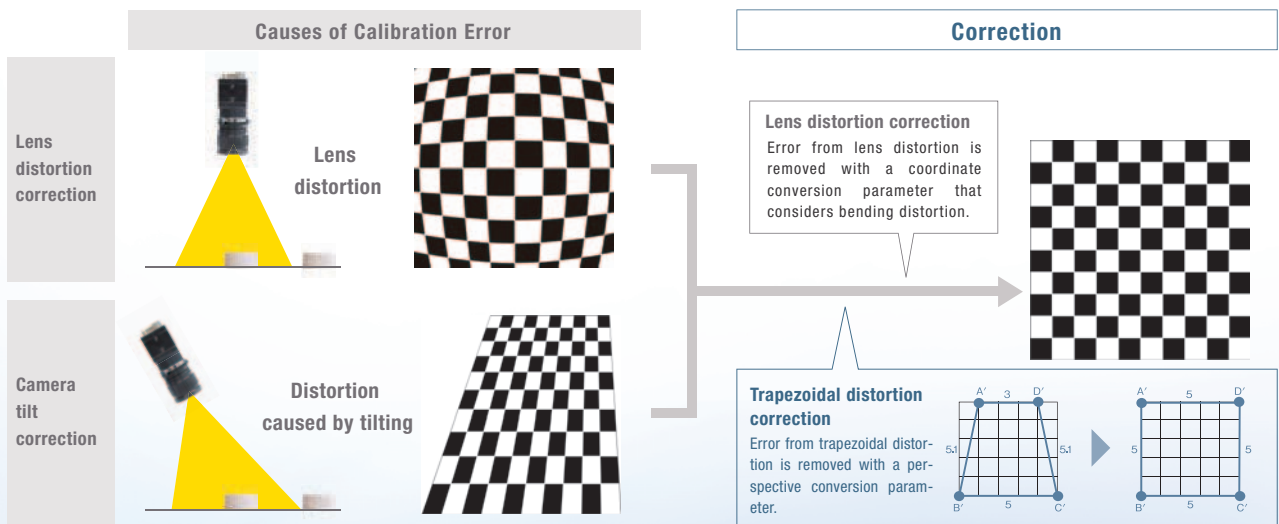 Causes of Calibration Error
Correction
Lens
distortion
correction
Lens
distortion
Lens distortion correction
Error from lens distortion is
removed with a coordinate
conversion parameter that
considers bending distortion.
Camera
tilt
correction
Distortion
caused by tilting
Trapezoidal distortion
correction
Error from trapezoidal distor-
tion is removed with a per-
spective conversion param-
eter.
A′ 3 D′
5.1 5.1
B′ 5 C′
A′ 5 D′
5 5
B′ 5 C′